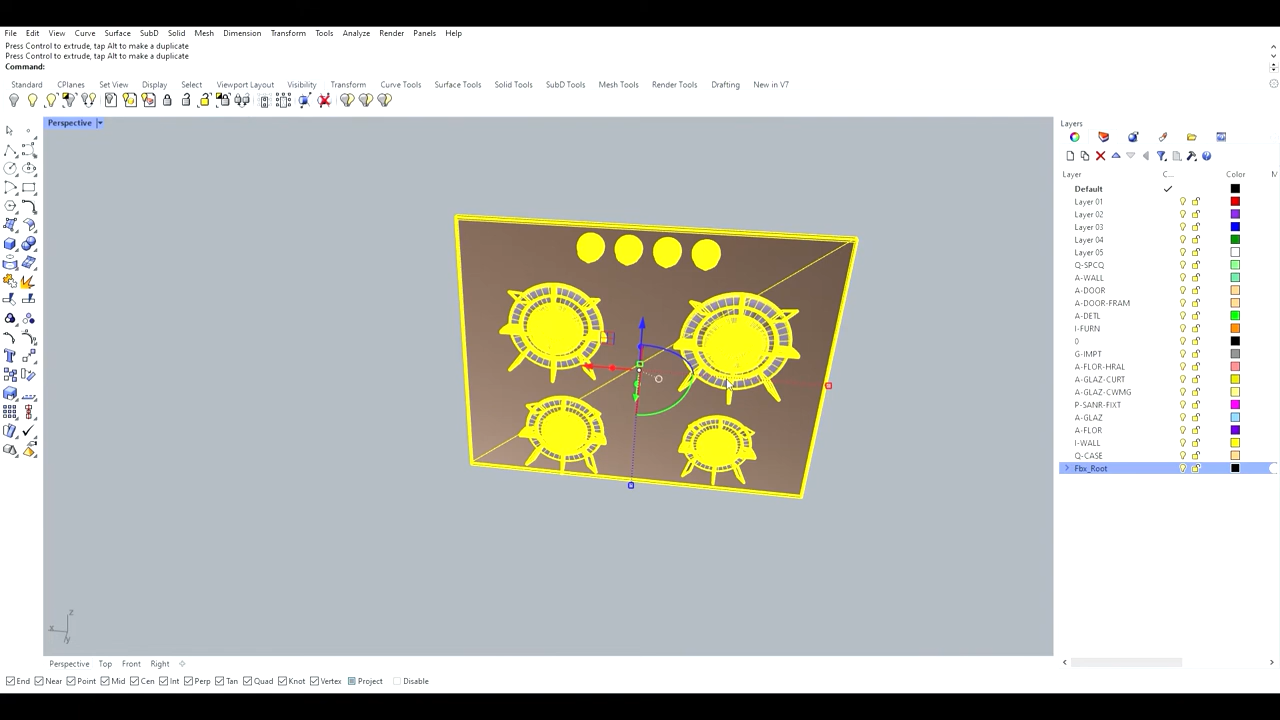 File Edit View Curve Surface SubD Solid Mesh Dimension Transform Tools Analyze Render Panels Help
Press Control to extrude, tap Alt to make a duplicate
Press Control to extrude, tap Alt to make a duplicate
Command:
Standard CPlanes Set View Display Select Viewport Layout Visibility Transform Curve Tools Surface Tools Solid Tools SubD Tools Mesh Tools Render Tools Drafting New in V7
Perspective
Layers
Layer C... Color M
Default
Layer 01
Layer 02
Layer 03
Layer 04
Layer 05
Q-SPCQ
A-WALL
A-DOOR
A-DOOR-FRAM
A-DETL
I-FURN
0
G-IMPT
A-FLOR-HRAL
A-GLAZ-CURT
A-GLAZ-CWMG
P-SANR-FIXT
A-GLAZ
A-FLOR
I-WALL
Q-CASE
Fbx_Root
z
x
y
Perspective Top Front Right
End Near Point Mid Cen Int Perp Tan Quad Knot Vertex Project Disable